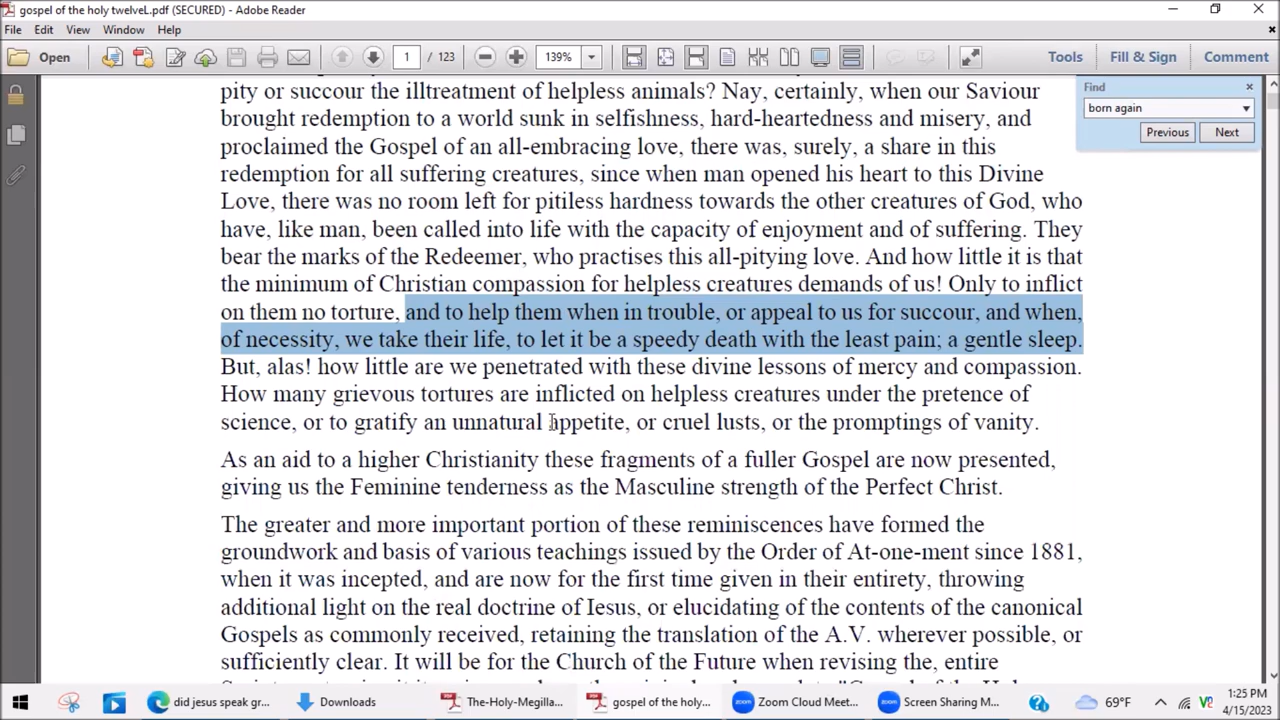 gospel of the holy twelveL.pdf (SECURED) - Adobe Reader
File Edit View Window Help
Open 1 / 123 139% Tools Fill & Sign Comment
Find
born again
Previous Next
pity or succour the illtreatment of helpless animals? Nay, certainly, when our Saviour
brought redemption to a world sunk in selfishness, hard-heartedness and misery, and
proclaimed the Gospel of an all-embracing love, there was, surely, a share in this
redemption for all suffering creatures, since when man opened his heart to this Divine
Love, there was no room left for pitiless hardness towards the other creatures of God, who
have, like man, been called into life with the capacity of enjoyment and of suffering. They
bear the marks of the Redeemer, who practises this all-pitying love. And how little it is that
the minimum of Christian compassion for helpless creatures demands of us! Only to inflict
on them no torture, and to help them when in trouble, or appeal to us for succour, and when,
of necessity, we take their life, to let it be a speedy death with the least pain; a gentle sleep.
But, alas! how little are we penetrated with these divine lessons of mercy and compassion.
How many grievous tortures are inflicted on helpless creatures under the pretence of
science, or to gratify an unnatural appetite, or cruel lusts, or the promptings of vanity.
As an aid to a higher Christianity these fragments of a fuller Gospel are now presented,
giving us the Feminine tenderness as the Masculine strength of the Perfect Christ.
The greater and more important portion of these reminiscences have formed the
groundwork and basis of various teachings issued by the Order of At-one-ment since 1881,
when it was incepted, and are now for the first time given in their entirety, throwing
additional light on the real doctrine of Iesus, or elucidating of the contents of the canonical
Gospels as commonly received, retaining the translation of the A.V. wherever possible, or
sufficiently clear. It will be for the Church of the Future when revising the, entire
did jesus speak gr... Downloads The-Holy-Megilla... gospel of the holy... Zoom Cloud Meet... Screen Sharing M... 69°F 1:25 PM
4/15/2023